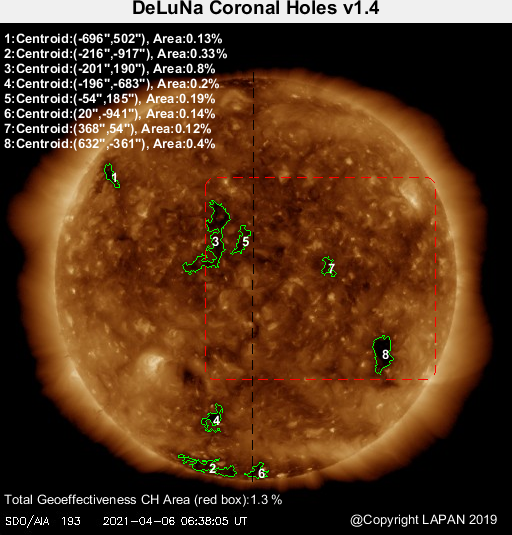 DeLuNa Coronal Holes v1.4
1:Centroid:(-696",502"), Area:0.13%
2:Centroid:(-216",-917"), Area:0.33%
3:Centroid:(-201",190"), Area:0.8%
4:Centroid:(-196",-683"), Area:0.2%
5:Centroid:(-54",185"), Area:0.19%
6:Centroid:(20",-941"), Area:0.14%
7:Centroid:(368",54"), Area:0.12%
8:Centroid:(632",-361"), Area:0.4%
1
3
5
7
8
4
2
6
Total Geoeffectiveness CH Area (red box):1.3 %
SDO/AIA 193 2021-04-06 06:38:05 UT
@Copyright LAPAN 2019